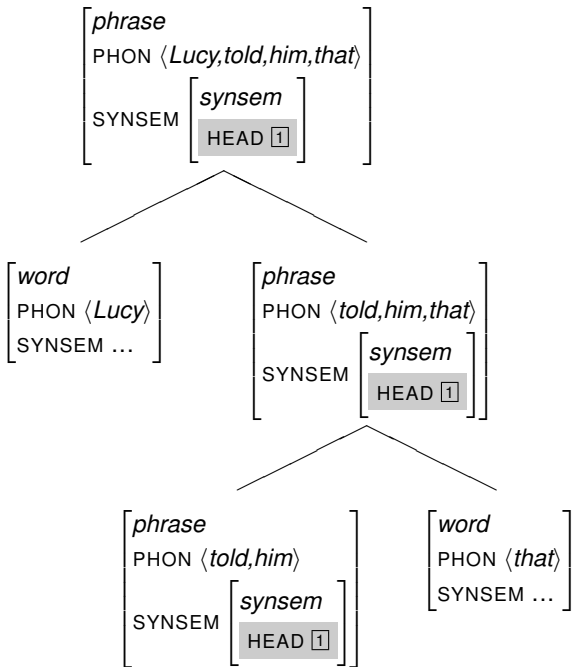 phrase
PHON ⟨Lucy,told,him,that⟩
SYNSEM
synsem
HEAD 1
word
PHON ⟨Lucy⟩
SYNSEM ...
phrase
PHON ⟨told,him,that⟩
SYNSEM
synsem
HEAD 1
phrase
PHON ⟨told,him⟩
SYNSEM
synsem
HEAD 1
word
PHON ⟨that⟩
SYNSEM ...